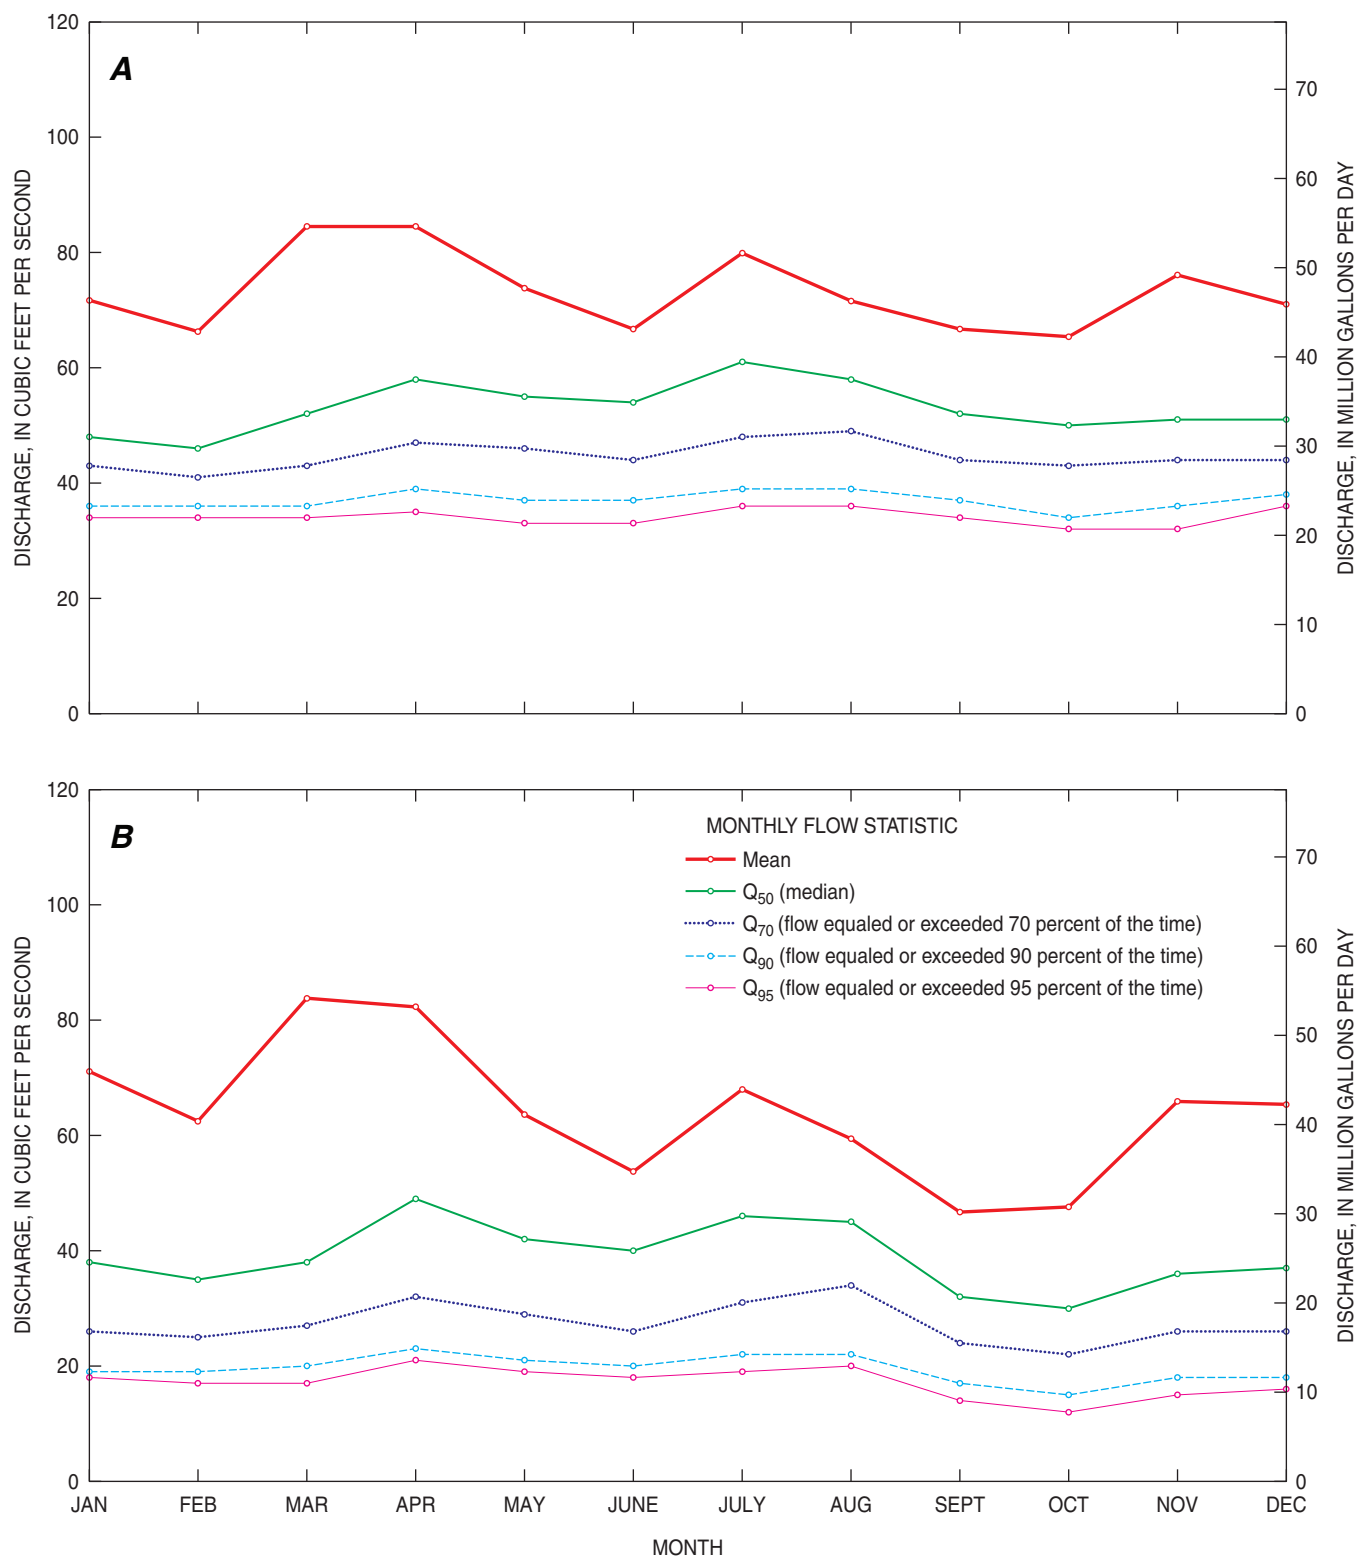 A
DISCHARGE, IN CUBIC FEET PER SECOND
120
100
80
60
40
20
0
70
60
50
40
30
20
10
0
DISCHARGE, IN MILLION GALLONS PER DAY
B
DISCHARGE, IN CUBIC FEET PER SECOND
120
100
80
60
40
20
0
MONTHLY FLOW STATISTIC
Mean
Q50 (median)
Q70 (flow equaled or exceeded 70 percent of the time)
Q90 (flow equaled or exceeded 90 percent of the time)
Q95 (flow equaled or exceeded 95 percent of the time)
70
60
50
40
30
20
10
0
DISCHARGE, IN MILLION GALLONS PER DAY
JAN FEB MAR APR MAY JUNE JULY AUG SEPT OCT NOV DEC
MONTH